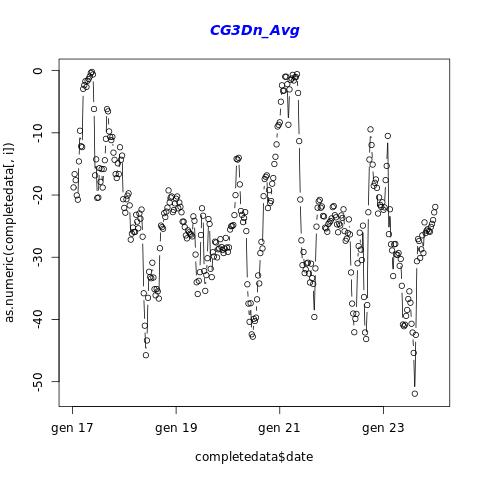 CG3Dn_Avg
as.numeric(completedata[, i])
0
-10
-20
-30
-40
-50
gen 17
gen 19
gen 21
gen 23
completedata$date